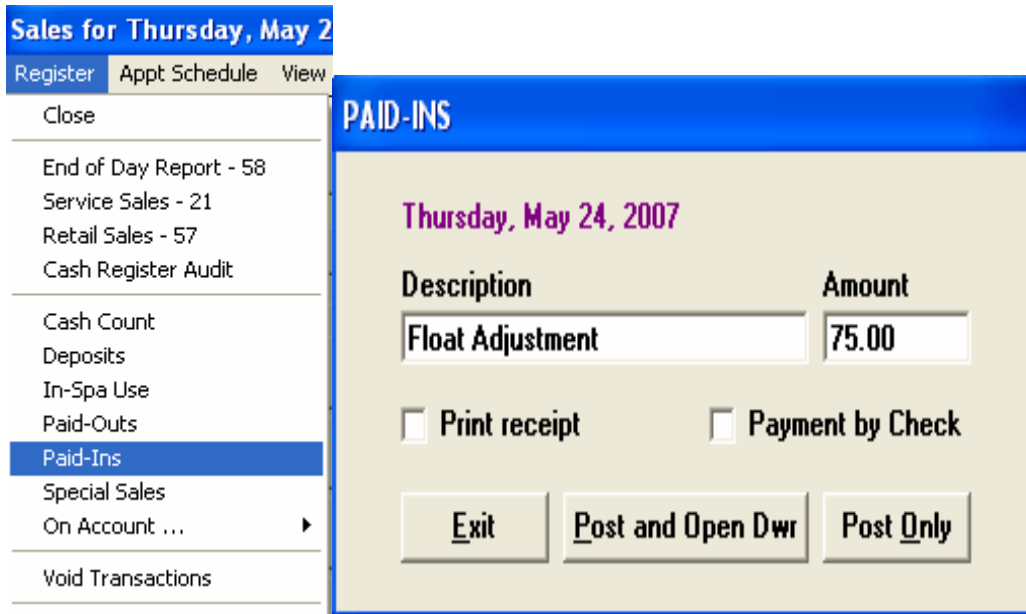 Sales for Thursday, May 2
Register Appt Schedule View
Close
End of Day Report - 58
Service Sales - 21
Retail Sales - 57
Cash Register Audit
Cash Count
Deposits
In-Spa Use
Paid-Outs
Paid-Ins
Special Sales
On Account ...
Void Transactions
PAID-INS
Thursday, May 24, 2007
Description Amount
Float Adjustment 75.00
Print receipt Payment by Check
Exit Post and Open Dwr Post Only